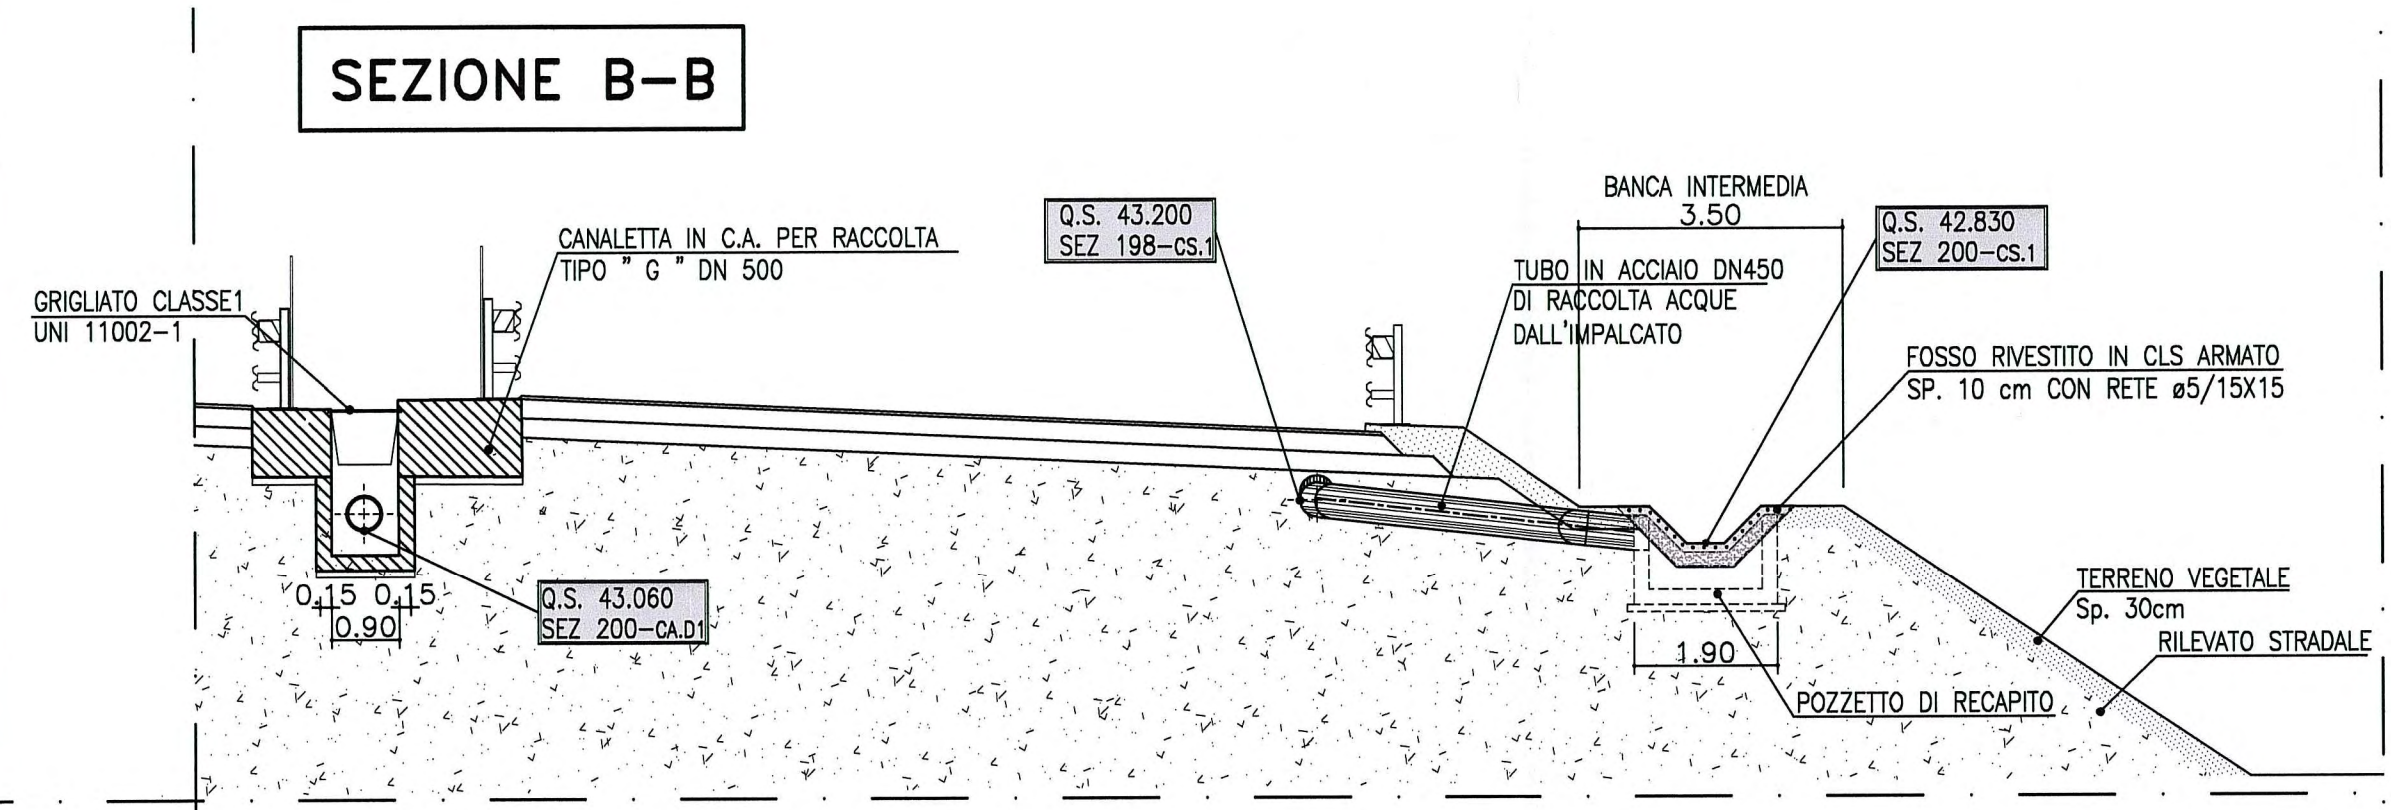 SEZIONE B-B
BANCA INTERMEDIA
3.50
Q.S. 43.200
SEZ 198-CS.1
Q.S. 42.830
SEZ 200-CS.1
CANALETTA IN C.A. PER RACCOLTA
TIPO " G " DN 500
TUBO IN ACCIAIO DN450
DI RACCOLTA ACQUE
DALL'IMPALCATO
GRIGLIATO CLASSE1
UNI 11002-1
FOSSO RIVESTITO IN CLS ARMATO
SP. 10 cm CON RETE ø5/15X15
0.15 0.15
0.90
Q.S. 43.060
SEZ 200-CA.D1
TERRENO VEGETALE
Sp. 30cm
RILEVATO STRADALE
1.90
POZZETTO DI RECAPITO